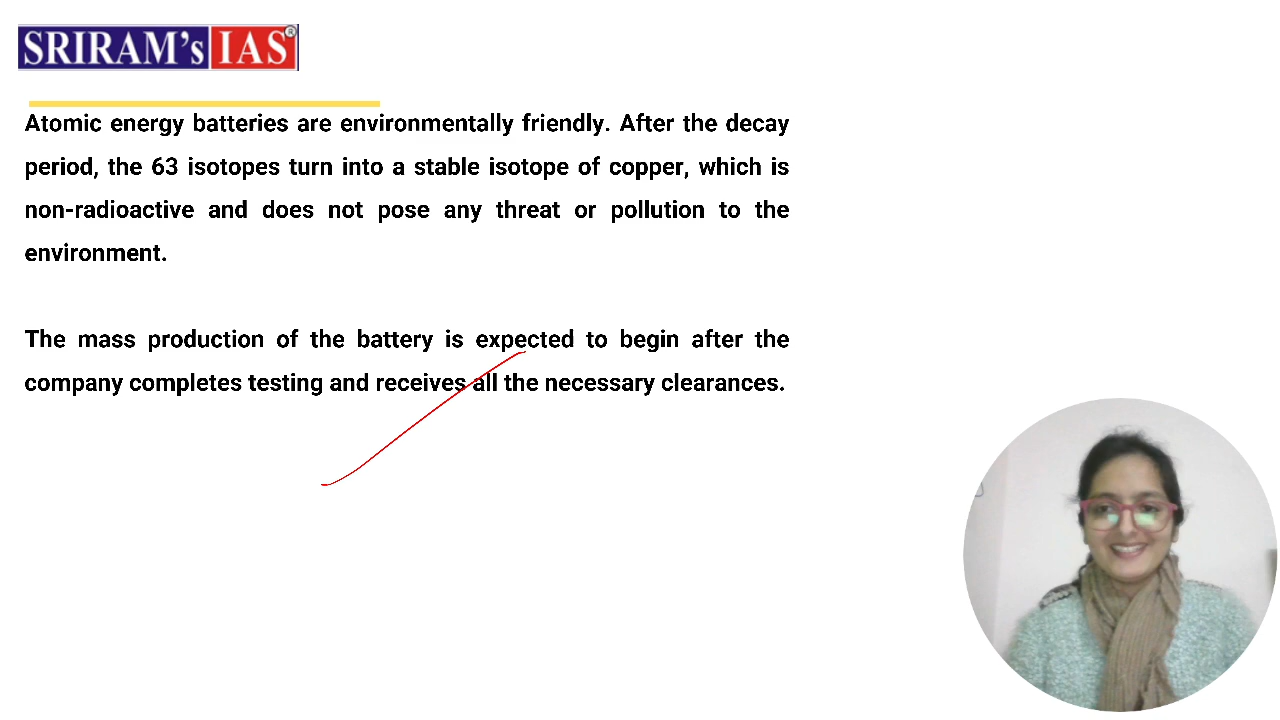 SRIRAM's IAS®
Atomic energy batteries are environmentally friendly. After the decay
period, the 63 isotopes turn into a stable isotope of copper, which is
non-radioactive and does not pose any threat or pollution to the
environment.
The mass production of the battery is expected to begin after the
company completes testing and receives all the necessary clearances.